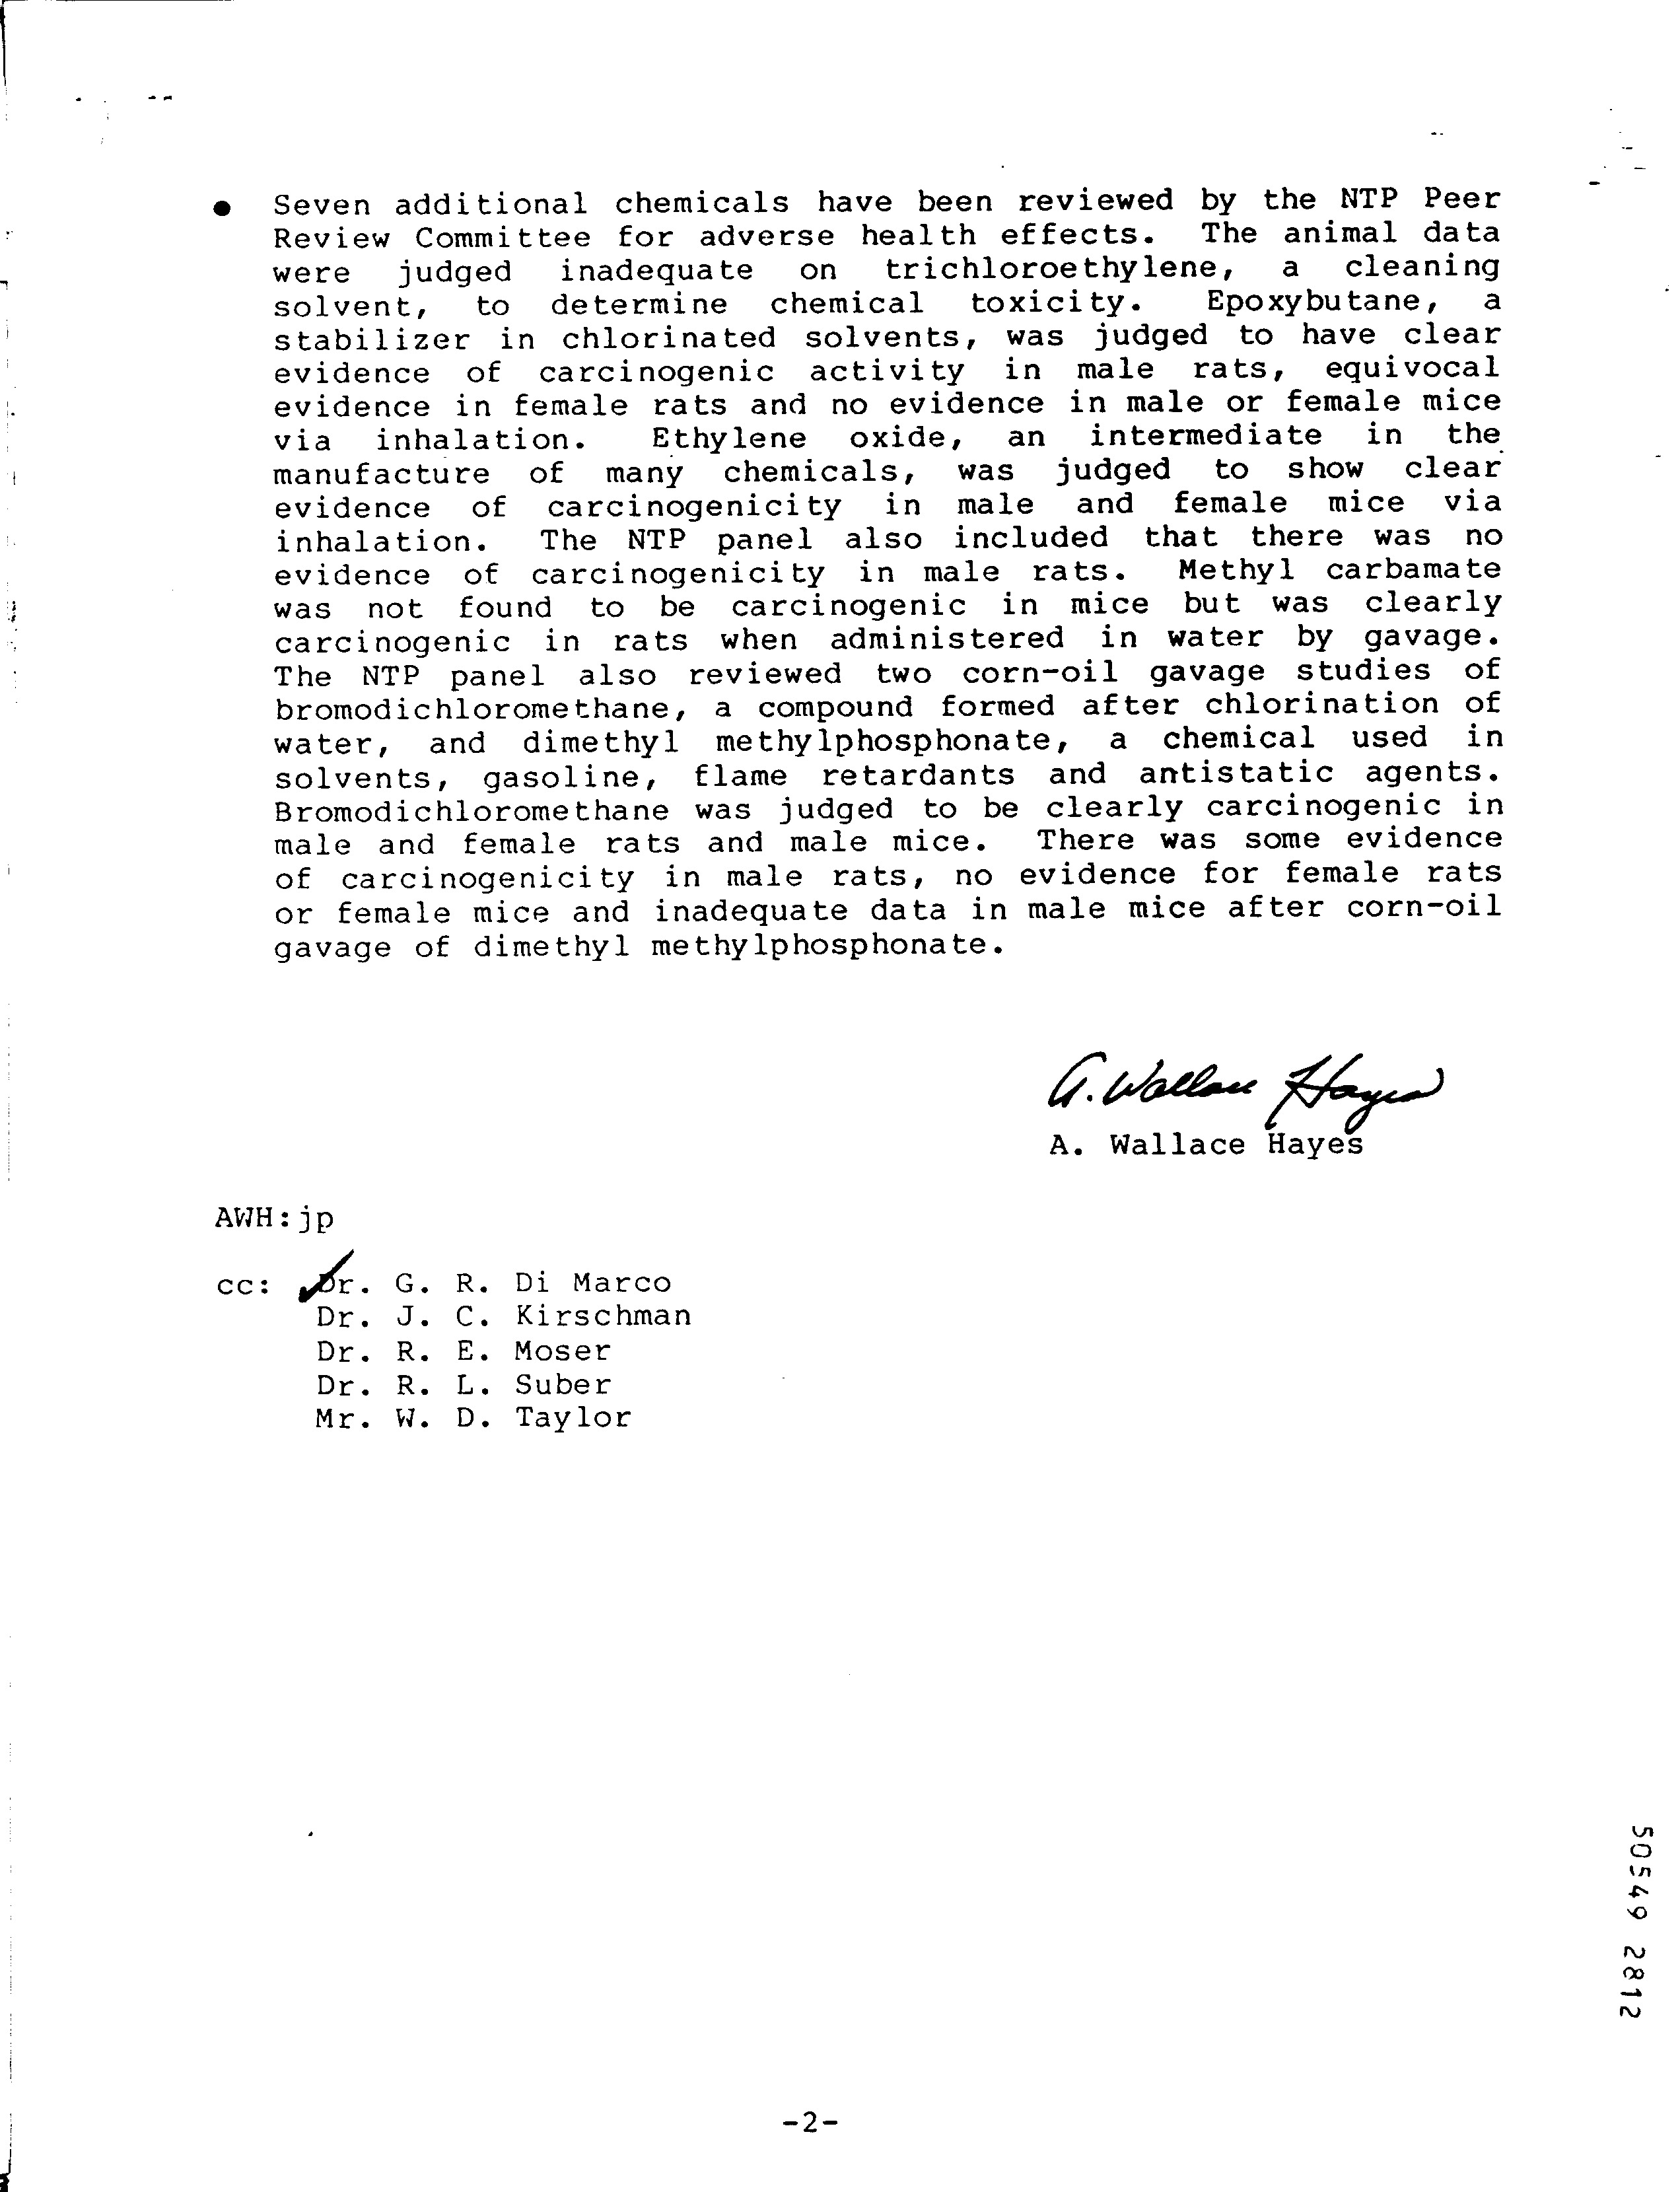 ● Seven additional chemicals have been reviewed by the NTP Peer
Review Committee for adverse health effects. The animal data
were judged inadequate on trichloroethylene, a cleaning
solvent, to determine chemical toxicity. Epoxybutane, a
stabilizer in chlorinated solvents, was judged to have clear
evidence of carcinogenic activity in male rats, equivocal
evidence in female rats and no evidence in male or female mice
via inhalation. Ethylene oxide, an intermediate in the
manufacture of many chemicals, was judged to show clear
evidence of carcinogenicity in male and female mice via
inhalation. The NTP panel also included that there was no
evidence of carcinogenicity in male rats. Methyl carbamate
was not found to be carcinogenic in mice but was clearly
carcinogenic in rats when administered in water by gavage.
The NTP panel also reviewed two corn-oil gavage studies of
bromodichloromethane, a compound formed after chlorination of
water, and dimethyl methylphosphonate, a chemical used in
solvents, gasoline, flame retardants and antistatic agents.
Bromodichloromethane was judged to be clearly carcinogenic in
male and female rats and male mice. There was some evidence
of carcinogenicity in male rats, no evidence for female rats
or female mice and inadequate data in male mice after corn-oil
gavage of dimethyl methylphosphonate.
A. Wallace Hayes
A. Wallace Hayes
AWH:jp
cc: Dr. G. R. Di Marco
Dr. J. C. Kirschman
Dr. R. E. Moser
Dr. R. L. Suber
Mr. W. D. Taylor
50549 2812
-2-